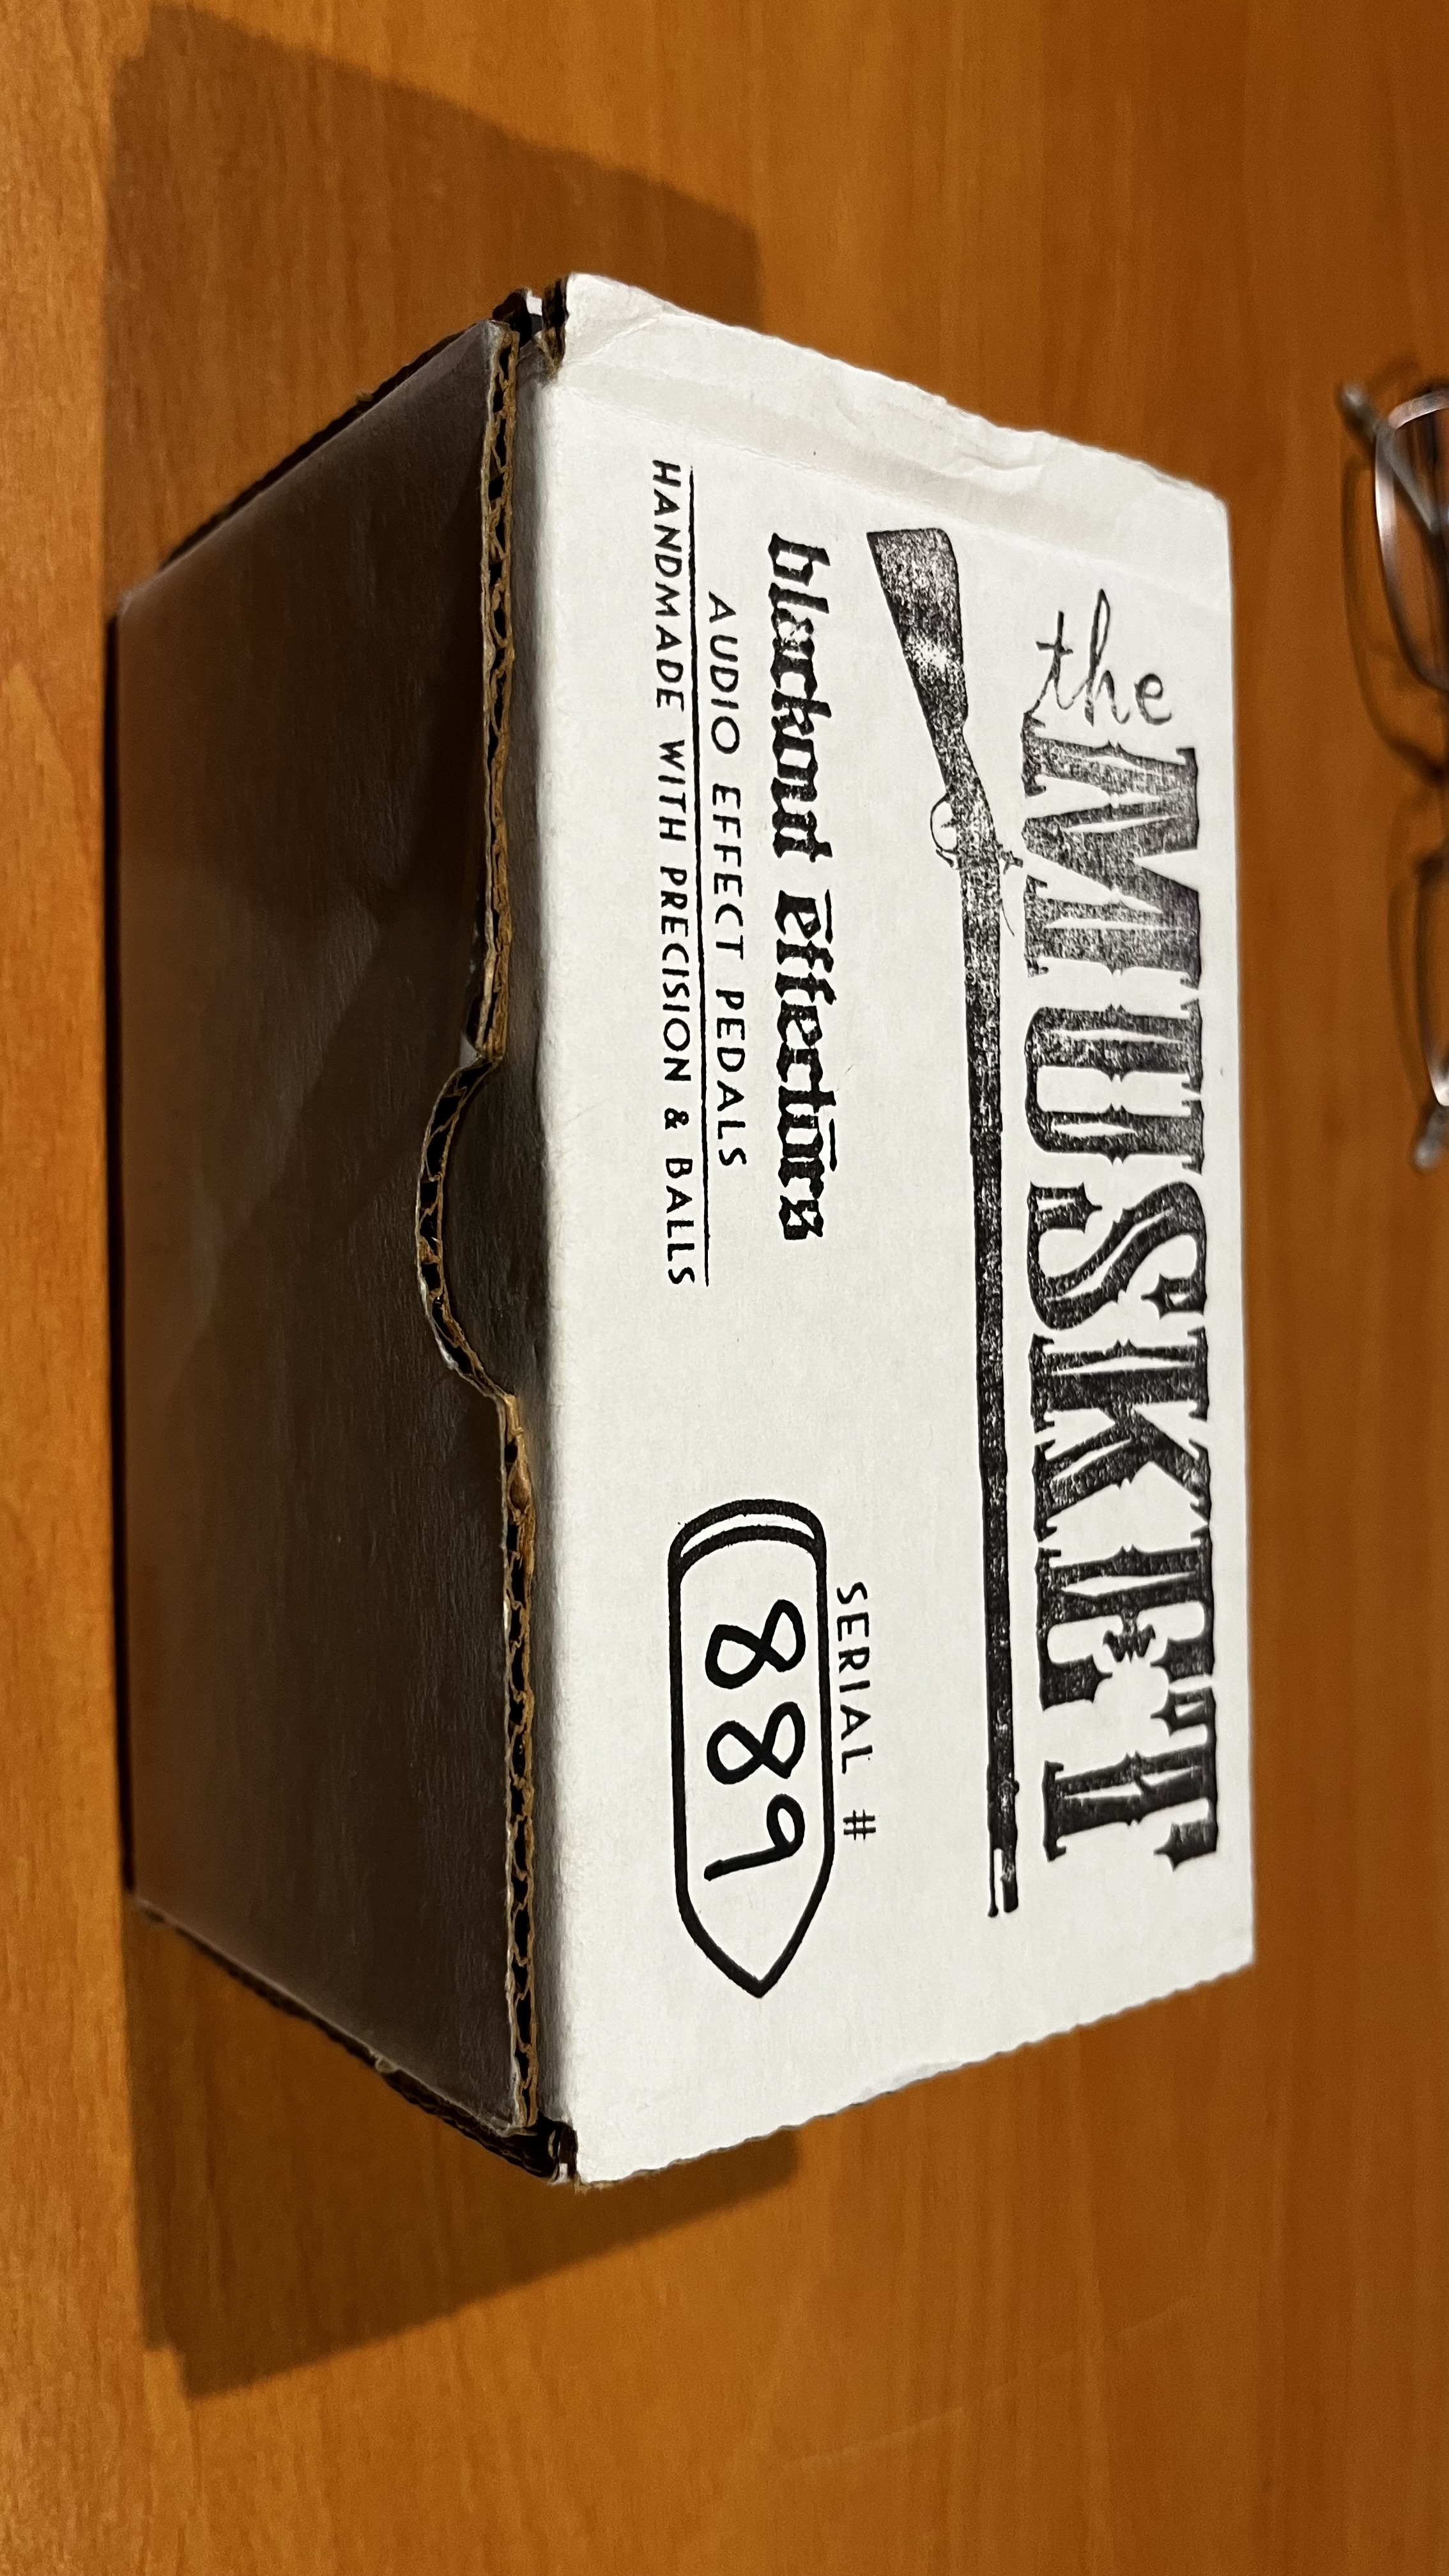 the MUSKET
blackout effectors
AUDIO EFFECT PEDALS
HANDMADE WITH PRECISION & BALLS
SERIAL #
889